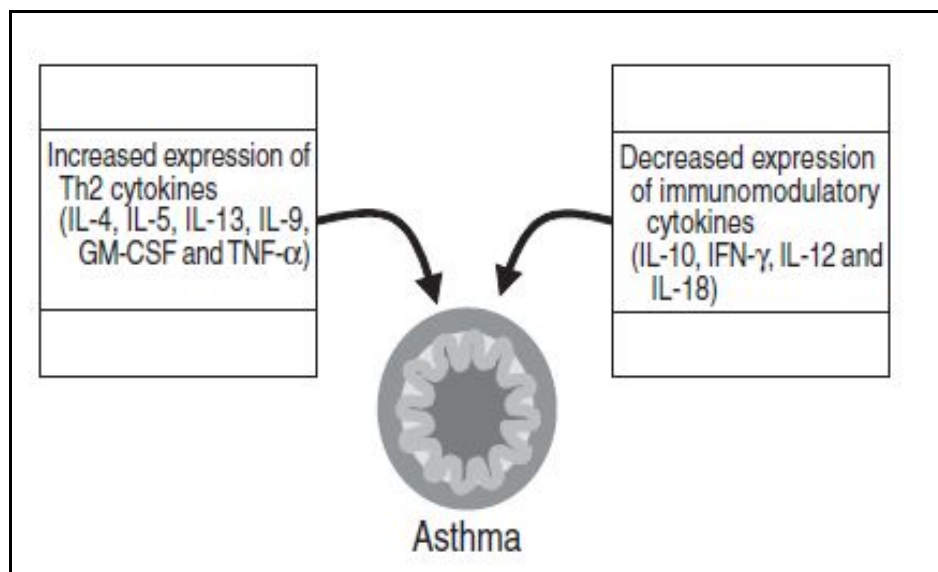 Increased expression of
Th2 cytokines
(IL-4, IL-5, IL-13, IL-9,
GM-CSF and TNF-α)
Decreased expression
of immunomodulatory
cytokines
(IL-10, IFN-γ, IL-12 and
IL-18)
Asthma